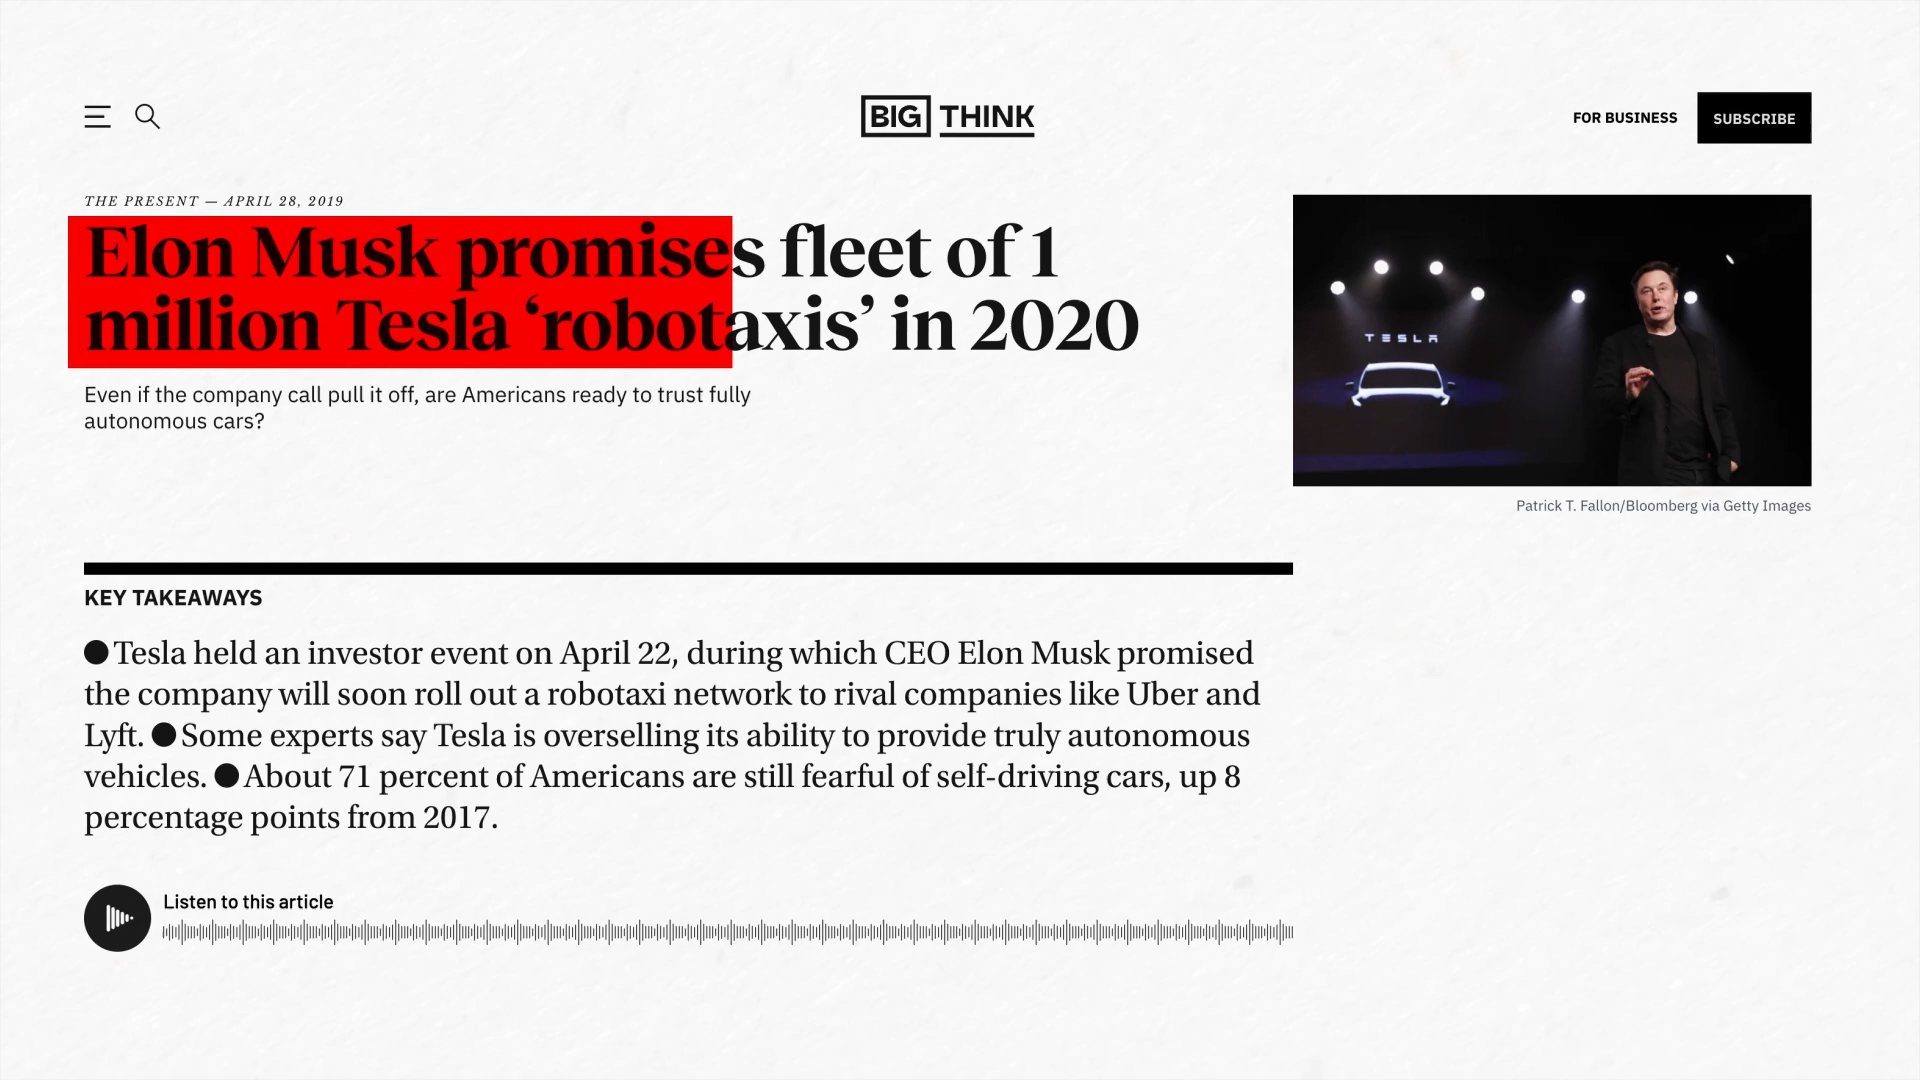 BIG THINK
FOR BUSINESS
SUBSCRIBE
THE PRESENT — APRIL 28, 2019
Elon Musk promises fleet of 1
million Tesla ‘robotaxis’ in 2020
Even if the company call pull it off, are Americans ready to trust fully
autonomous cars?
TESLA
Patrick T. Fallon/Bloomberg via Getty Images
KEY TAKEAWAYS
● Tesla held an investor event on April 22, during which CEO Elon Musk promised
the company will soon roll out a robotaxi network to rival companies like Uber and
Lyft. ● Some experts say Tesla is overselling its ability to provide truly autonomous
vehicles. ● About 71 percent of Americans are still fearful of self-driving cars, up 8
percentage points from 2017.
Listen to this article